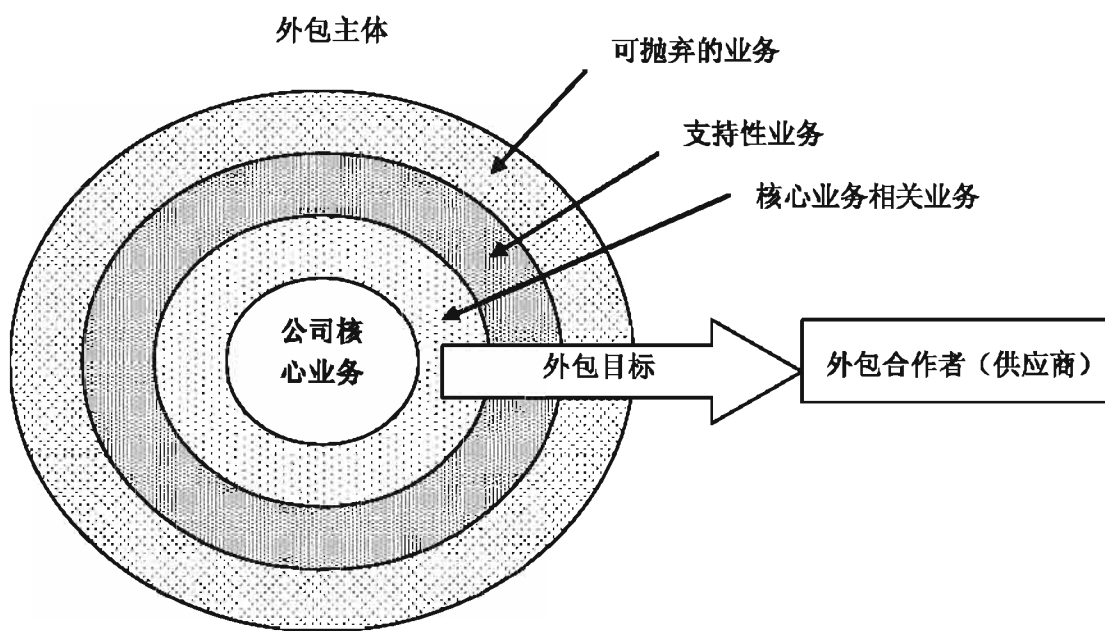 外包主体
可抛弃的业务
支持性业务
核心业务相关业务
公司核
心业务
外包目标
外包合作者（供应商）